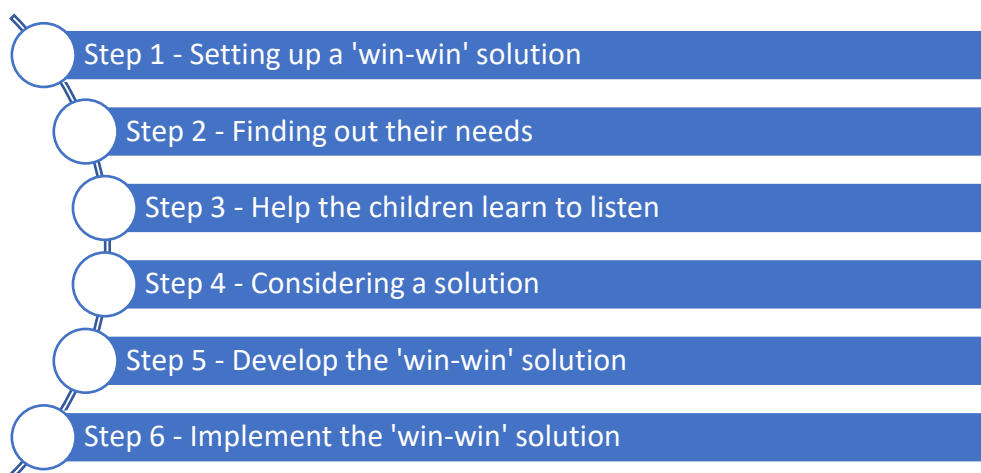 Step 1 - Setting up a 'win-win' solution
Step 2 - Finding out their needs
Step 3 - Help the children learn to listen
Step 4 - Considering a solution
Step 5 - Develop the 'win-win' solution
Step 6 - Implement the 'win-win' solution